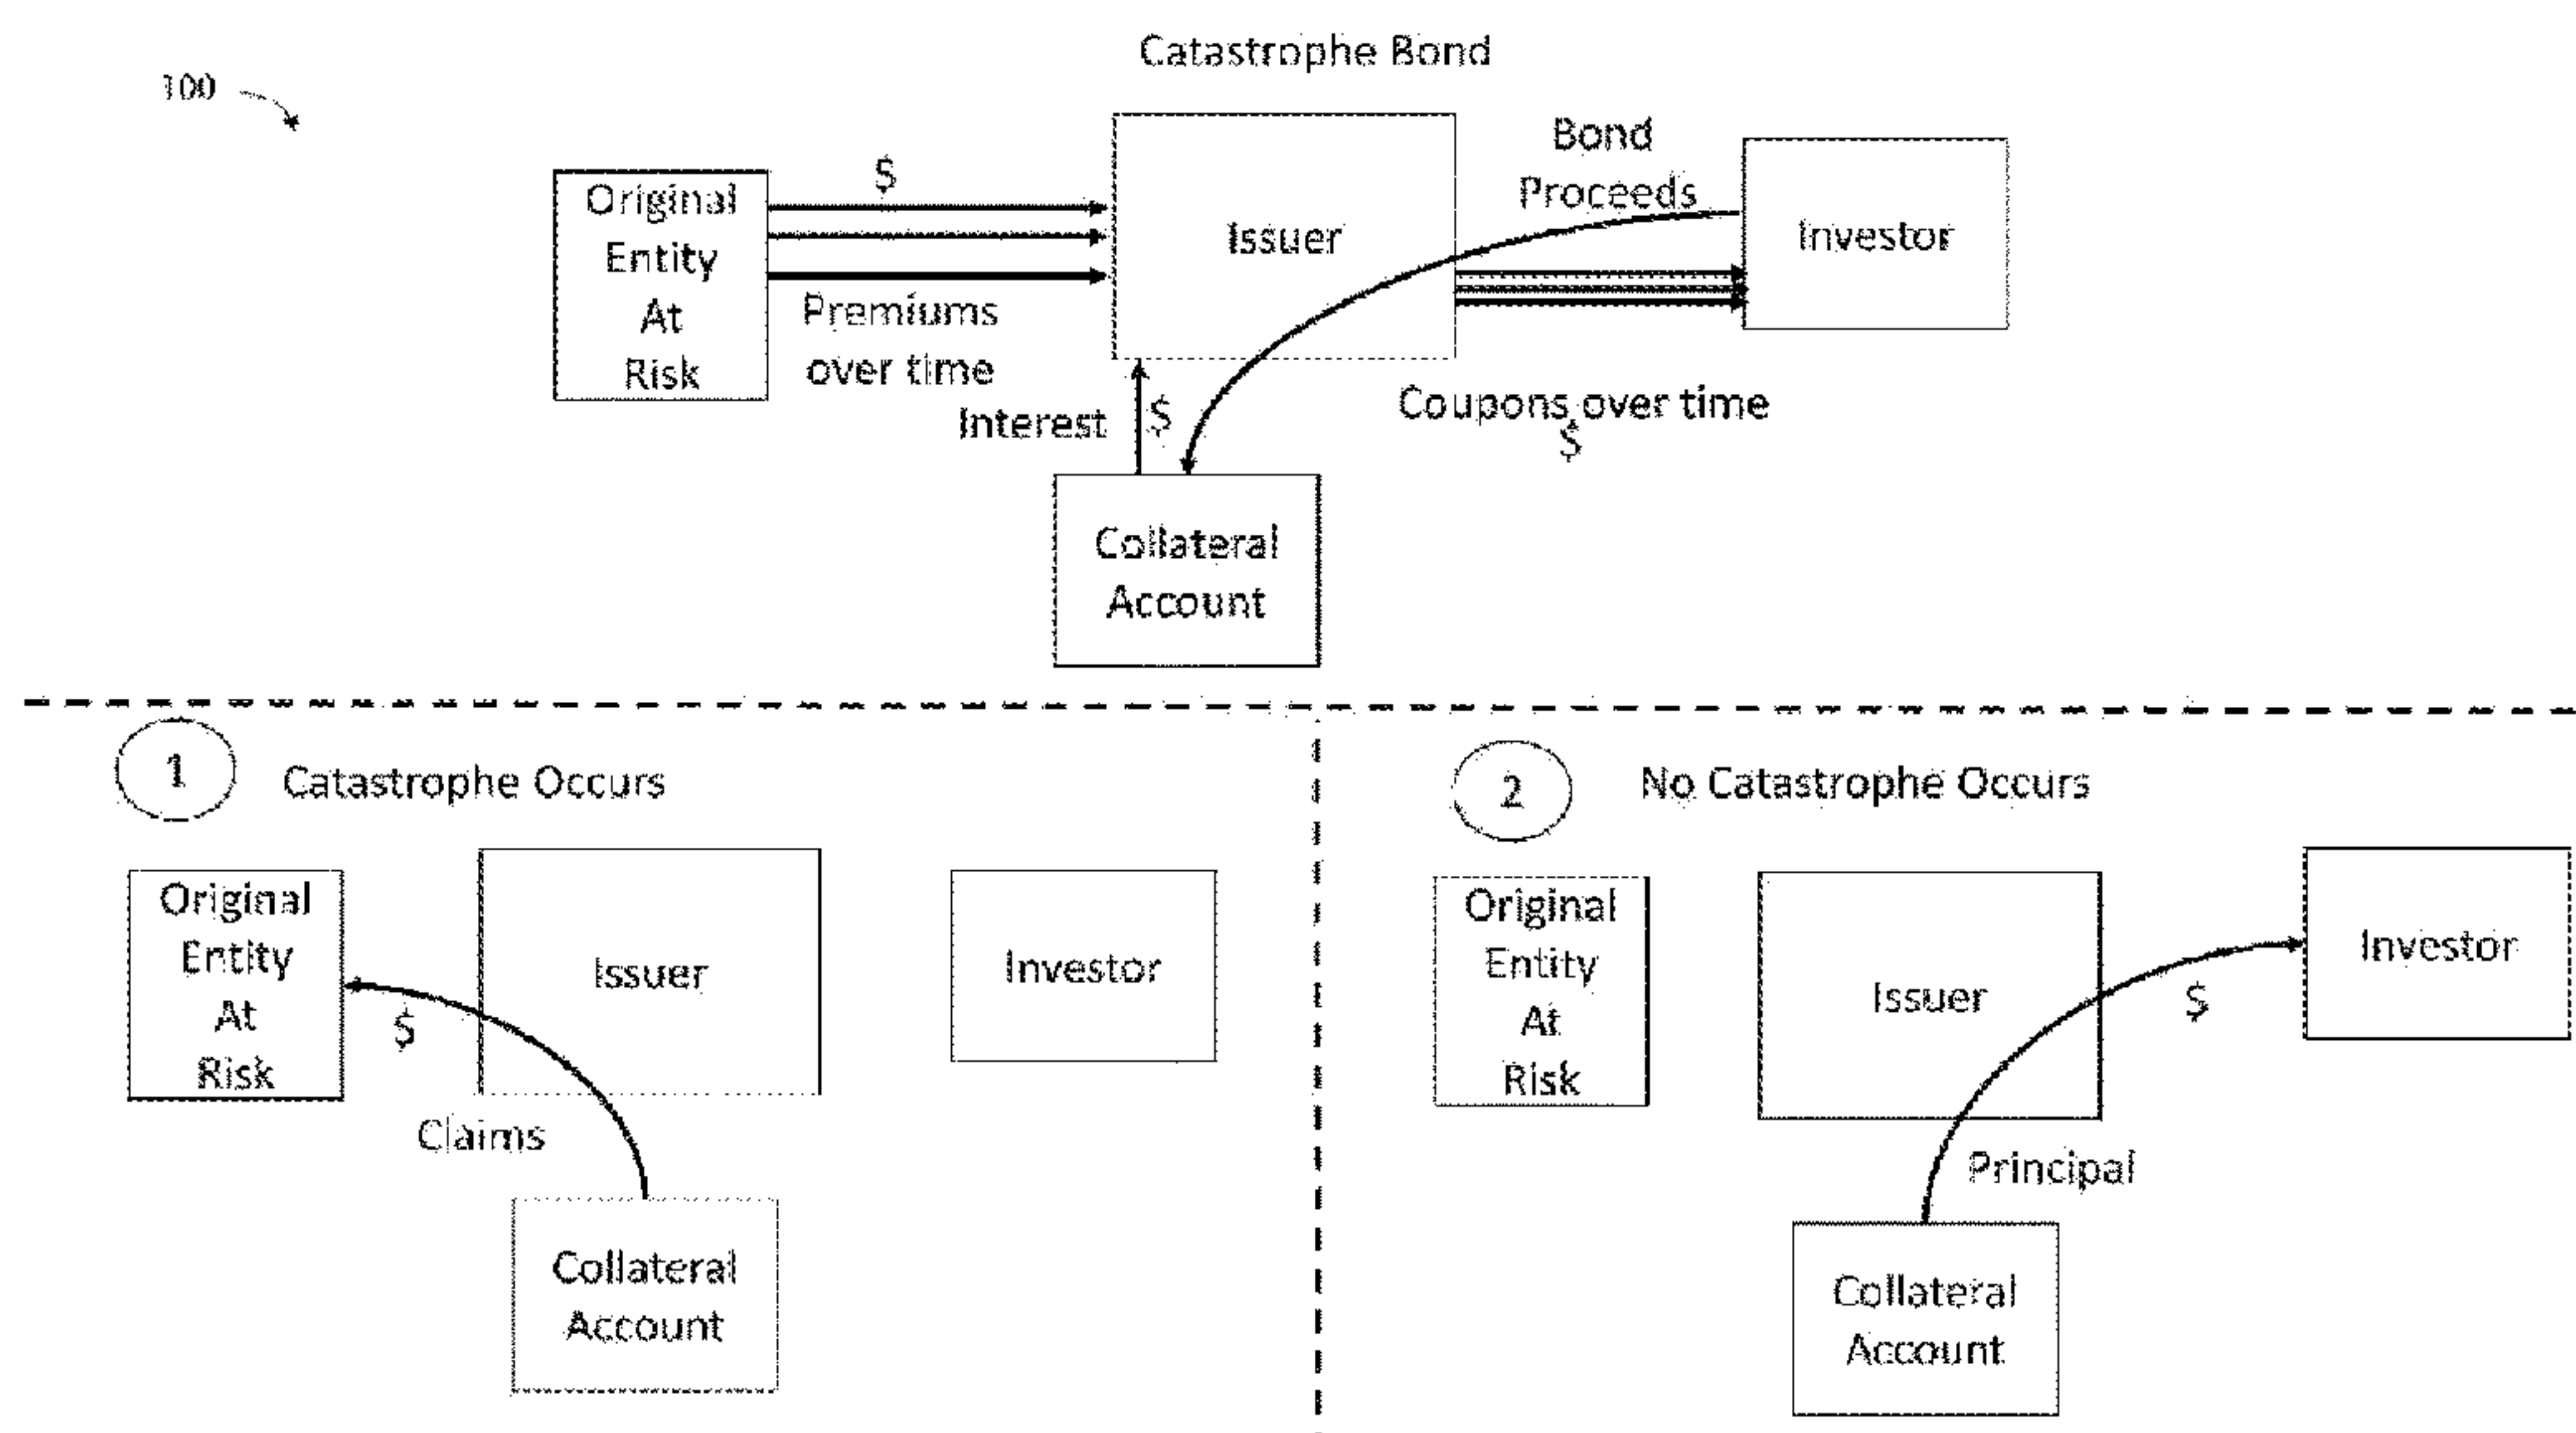 Catastrophe Bond
100
$
Bond
Proceeds
Original
Entity
At
Risk
Issuer
Investor
Premiums
over time
Interest
$
Coupons over time
$
Collateral
Account
1
Catastrophe Occurs
Original
Entity
At
Risk
Issuer
Investor
$
Claims
Collateral
Account
2
No Catastrophe Occurs
Original
Entity
At
Risk
Issuer
Investor
$
Principal
Collateral
Account